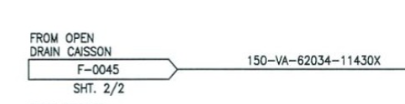 FROM OPEN
DRAIN CAISSON
F-0045
SHT. 2/2
150-VA-62034-11430X